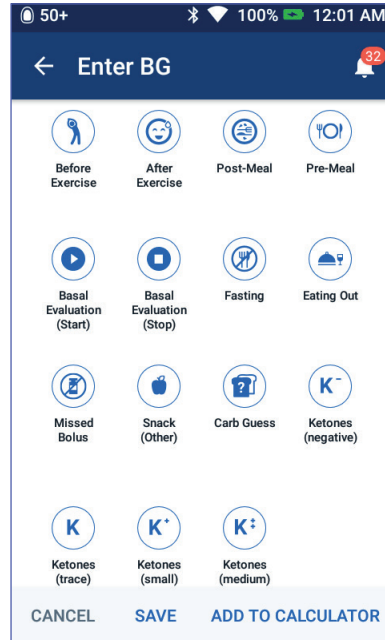 50+ 100% 12:01 AM
Enter BG 32
Before Exercise
After Exercise
Post-Meal
Pre-Meal
Basal Evaluation (Start)
Basal Evaluation (Stop)
Fasting
Eating Out
Missed Bolus
Snack (Other)
? Carb Guess
K⁻ Ketones (negative)
K Ketones (trace)
K⁺ Ketones (small)
K‡ Ketones (medium)
CANCEL SAVE ADD TO CALCULATOR